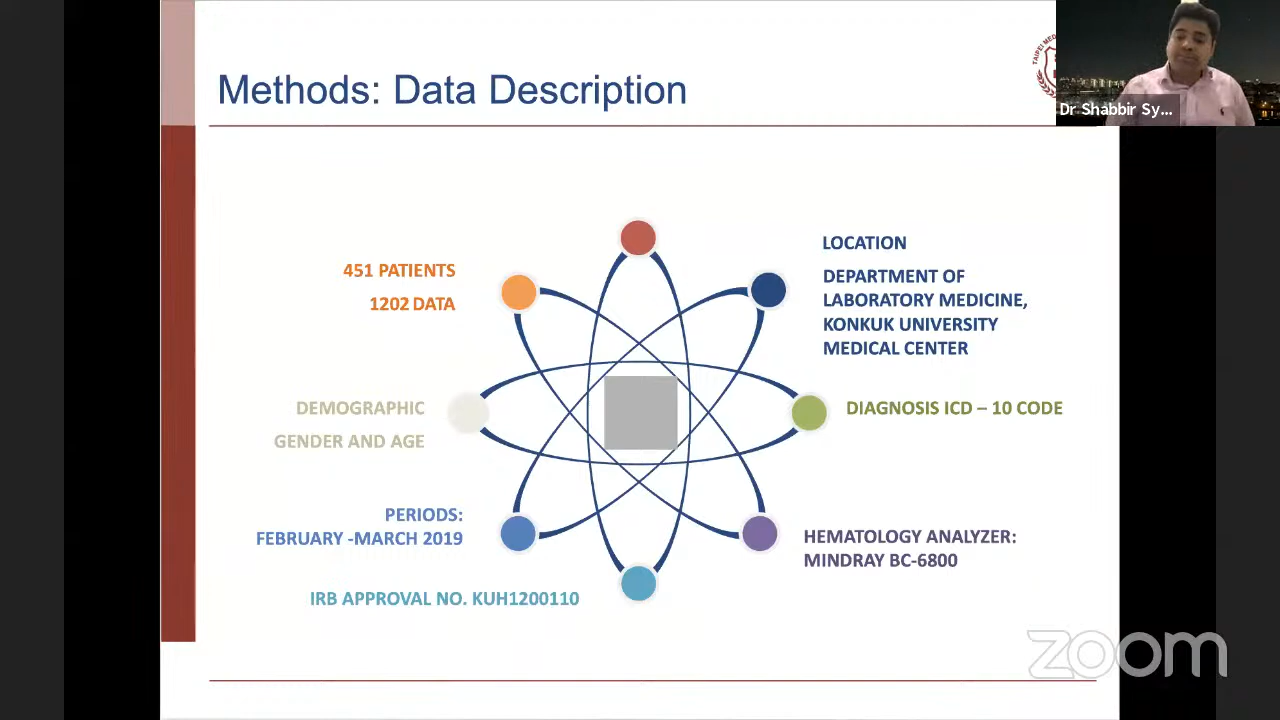 Methods: Data Description
TAIPEI MED
Dr Shabbir Sy...
451 PATIENTS
1202 DATA
LOCATION
DEPARTMENT OF
LABORATORY MEDICINE,
KONKUK UNIVERSITY
MEDICAL CENTER
DEMOGRAPHIC
GENDER AND AGE
DIAGNOSIS ICD – 10 CODE
PERIODS:
FEBRUARY -MARCH 2019
HEMATOLOGY ANALYZER:
MINDRAY BC-6800
IRB APPROVAL NO. KUH1200110
zoom